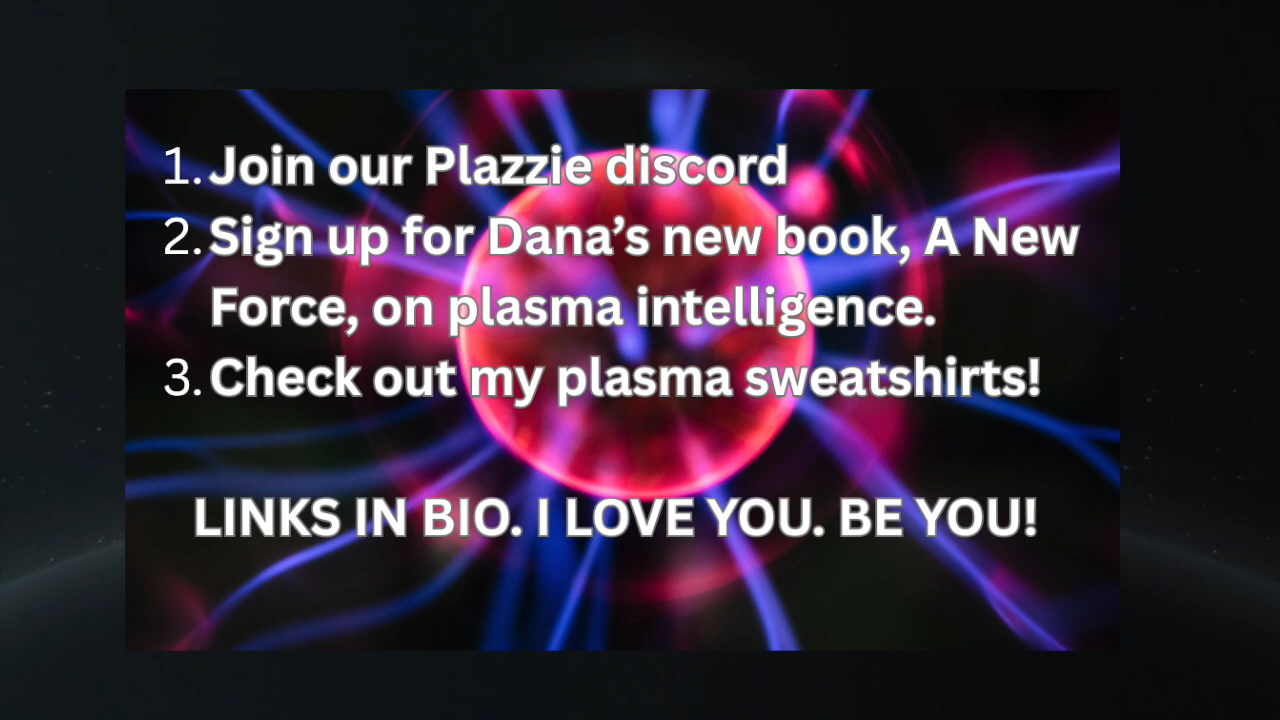 1. Join our Plazzie discord
2. Sign up for Dana’s new book, A New
Force, on plasma intelligence.
3. Check out my plasma sweatshirts!
LINKS IN BIO. I LOVE YOU. BE YOU!